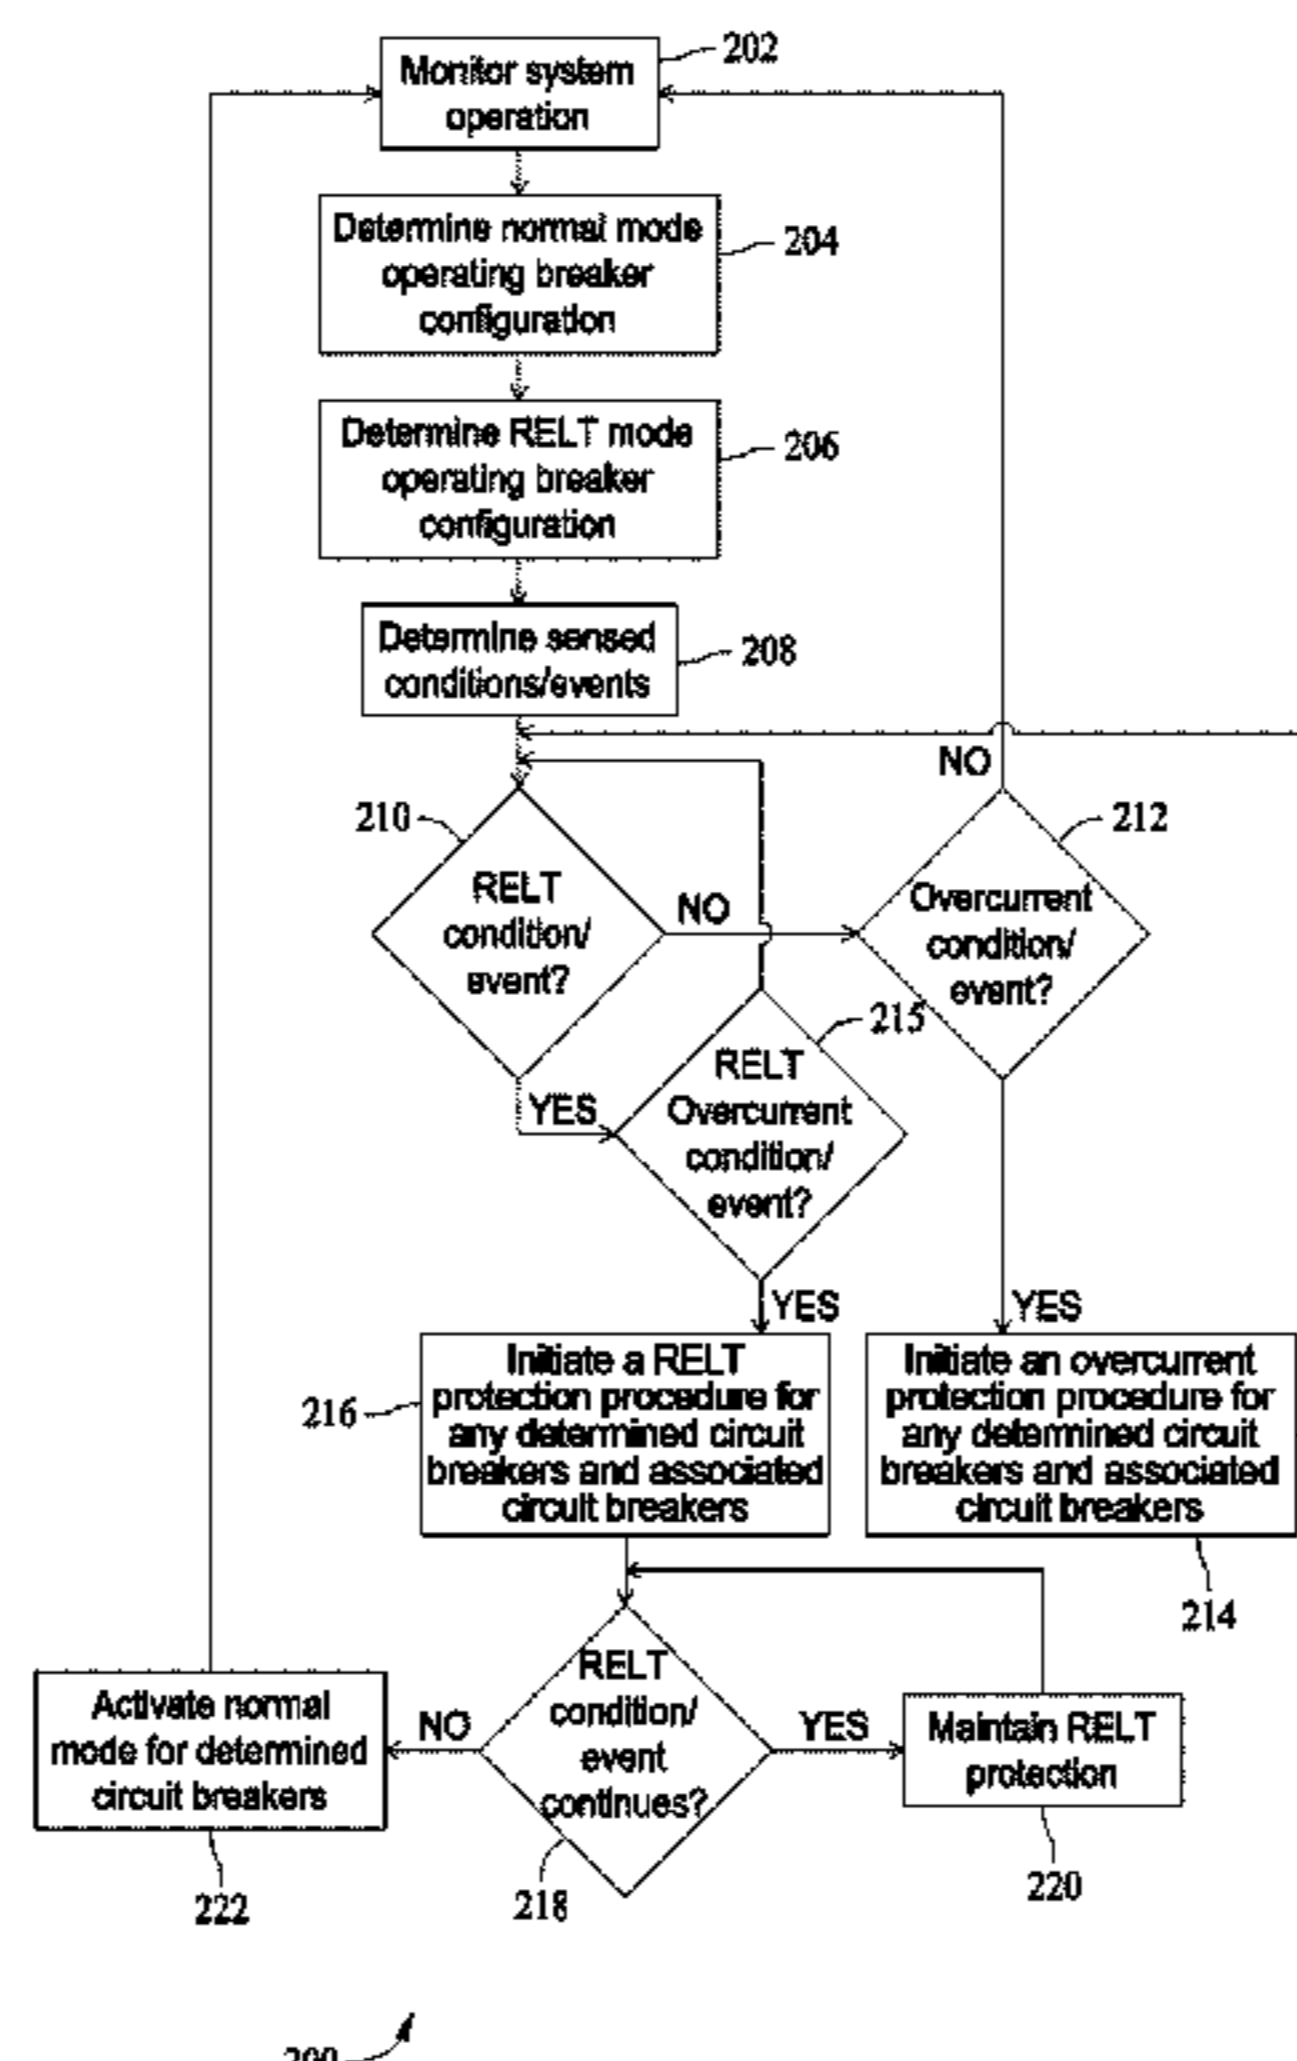 202
Monitor system
operation
Determine normal mode
operating breaker
configuration
204
Determine RELT mode
operating breaker
configuration
206
Determine sensed
conditions/events
208
NO
210
212
RELT
condition/
event?
NO
Overcurrent
condition/
event?
215
RELT
Overcurrent
condition/
event?
YES
YES
YES
216
Initiate a RELT
protection procedure for
any determined circuit
breakers and associated
circuit breakers
Initiate an overcurrent
protection procedure for
any determined circuit
breakers and associated
circuit breakers
214
Activate normal
mode for determined
circuit breakers
NO
RELT
condition/
event
continues?
YES
Maintain RELT
protection
222
218
220
200